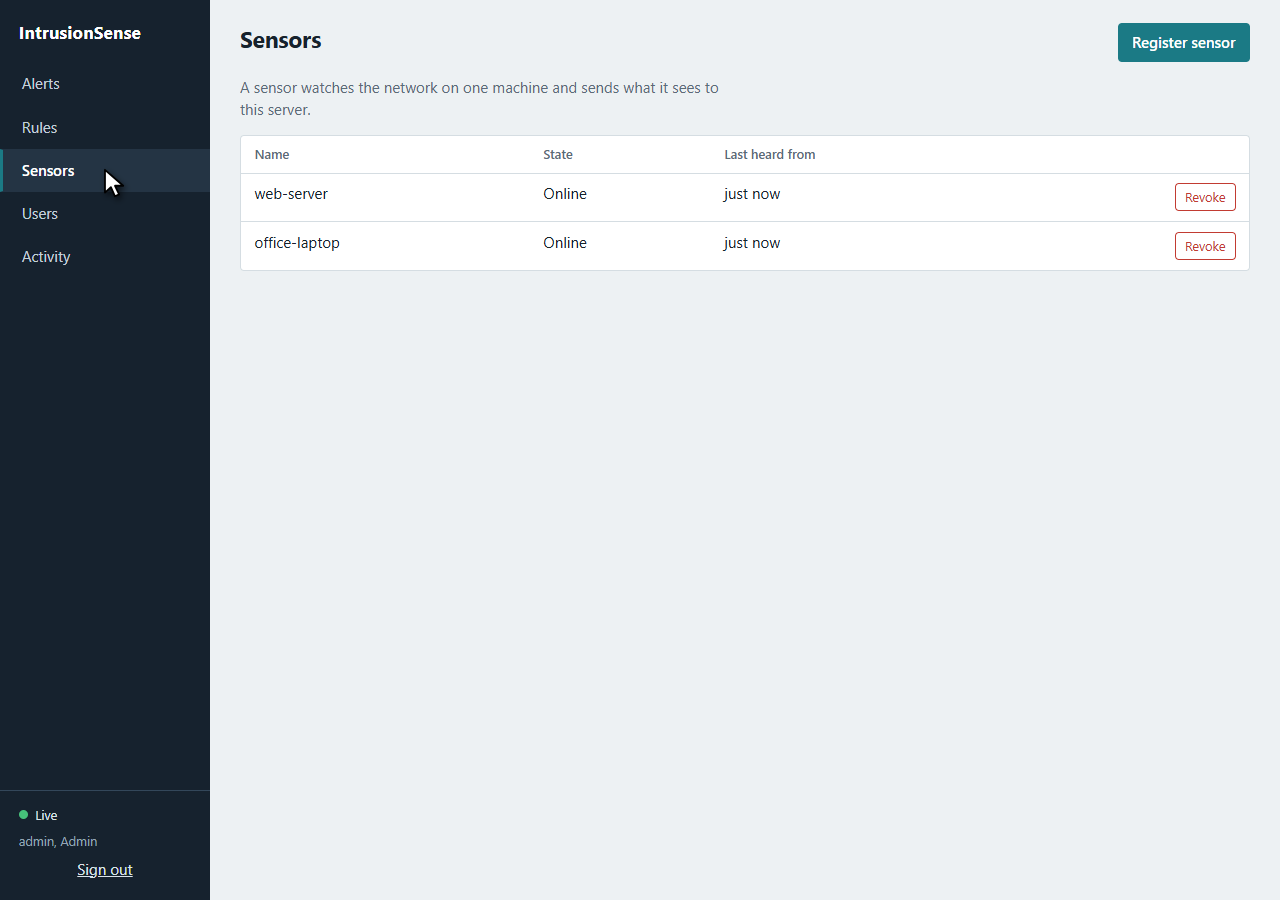 IntrusionSense
Alerts
Rules
Sensors
Users
Activity
Live
admin, Admin
Sign out
Sensors
Register sensor
A sensor watches the network on one machine and sends what it sees to
this server.
Name State Last heard from
web-server Online just now Revoke
office-laptop Online just now Revoke